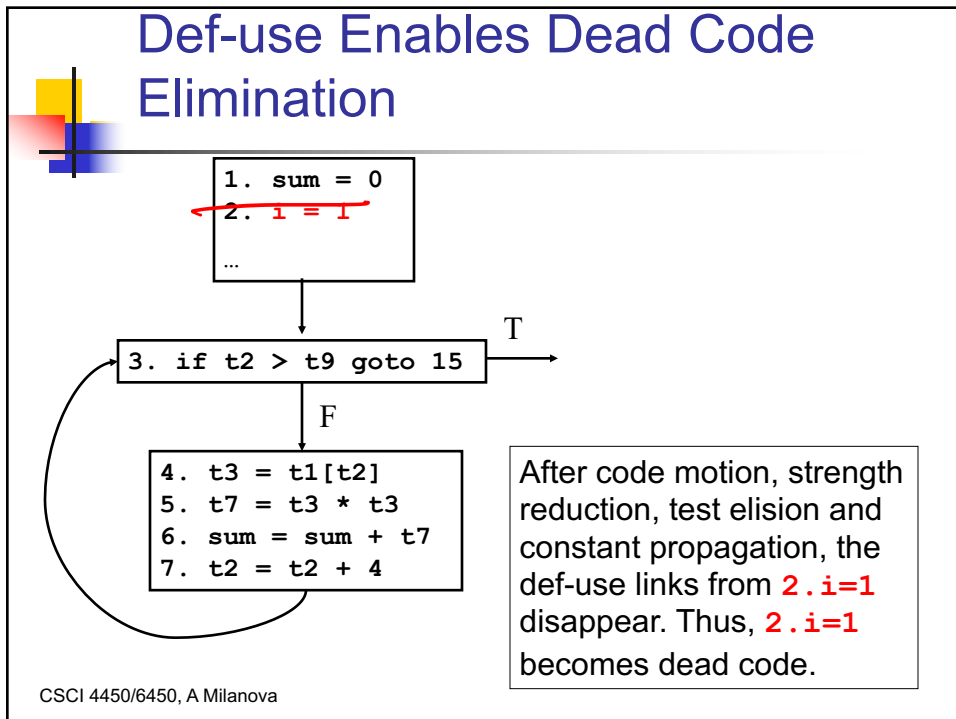 Def-use Enables Dead Code
Elimination
1. sum = 0
2. i = 1
…
T
3. if t2 > t9 goto 15
F
4. t3 = t1[t2]
5. t7 = t3 * t3
6. sum = sum + t7
7. t2 = t2 + 4
After code motion, strength
reduction, test elision and
constant propagation, the
def-use links from 2.i=1
disappear. Thus, 2.i=1
becomes dead code.
CSCI 4450/6450, A Milanova